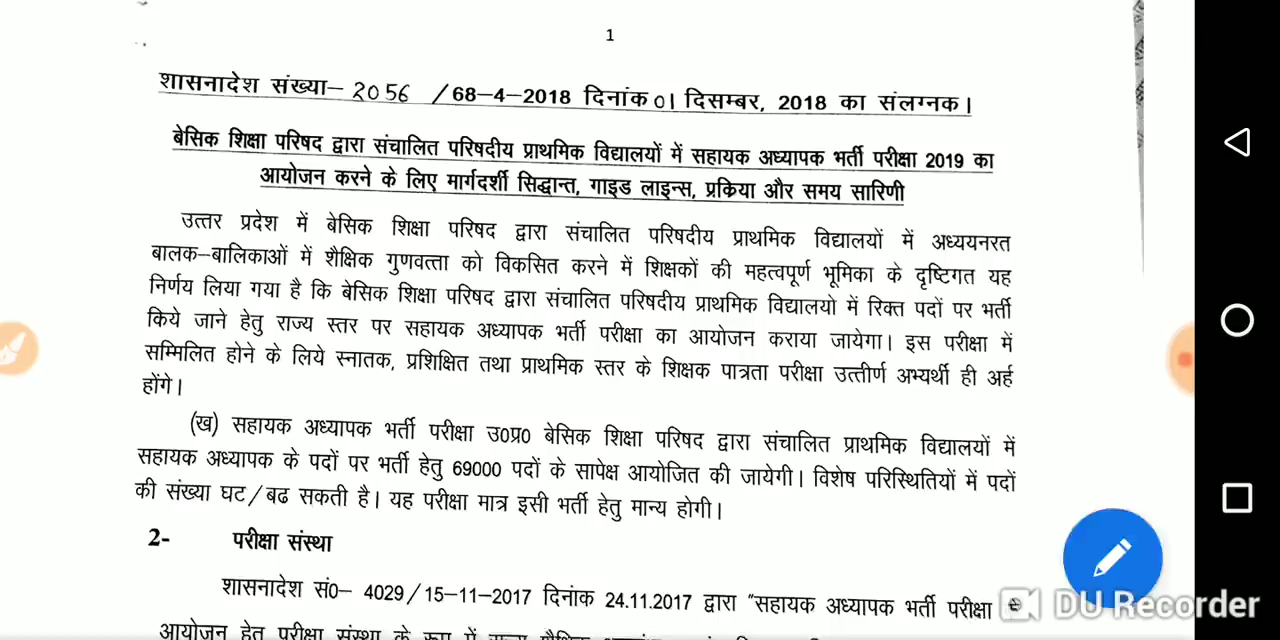 1
शासनादेश संख्या– 2056 /68–4–2018 दिनांक 01 दिसम्बर, 2018 का संलग्नक।
बेसिक शिक्षा परिषद द्वारा संचालित परिषदीय प्राथमिक विद्यालयों में सहायक अध्यापक भर्ती परीक्षा 2019 का
आयोजन करने के लिए मार्गदर्शी सिद्धान्त, गाइड लाइन्स, प्रक्रिया और समय सारिणी
उत्तर प्रदेश में बेसिक शिक्षा परिषद द्वारा संचालित परिषदीय प्राथमिक विद्यालयों में अध्ययनरत
बालक–बालिकाओं में शैक्षिक गुणवत्ता को विकसित करने में शिक्षकों की महत्वपूर्ण भूमिका के दृष्टिगत यह
निर्णय लिया गया है कि बेसिक शिक्षा परिषद द्वारा संचालित परिषदीय प्राथमिक विद्यालयो में रिक्त पदों पर भर्ती
किये जाने हेतु राज्य स्तर पर सहायक अध्यापक भर्ती परीक्षा का आयोजन कराया जायेगा। इस परीक्षा में
सम्मिलित होने के लिये स्नातक, प्रशिक्षित तथा प्राथमिक स्तर के शिक्षक पात्रता परीक्षा उत्तीर्ण अभ्यर्थी ही अर्ह
होंगे।
(ख) सहायक अध्यापक भर्ती परीक्षा उ0प्र0 बेसिक शिक्षा परिषद द्वारा संचालित प्राथमिक विद्यालयों में
सहायक अध्यापक के पदों पर भर्ती हेतु 69000 पदों के सापेक्ष आयोजित की जायेगी। विशेष परिस्थितियों में पदों
की संख्या घट/बढ सकती है। यह परीक्षा मात्र इसी भर्ती हेतु मान्य होगी।
2- परीक्षा संस्था
शासनादेश सं0– 4029/15–11–2017 दिनांक 24.11.2017 द्वारा "सहायक अध्यापक भर्ती परीक्षा
आयोजन हेतु परीक्षा संस्था के रूप में राज्य
DU Recorder